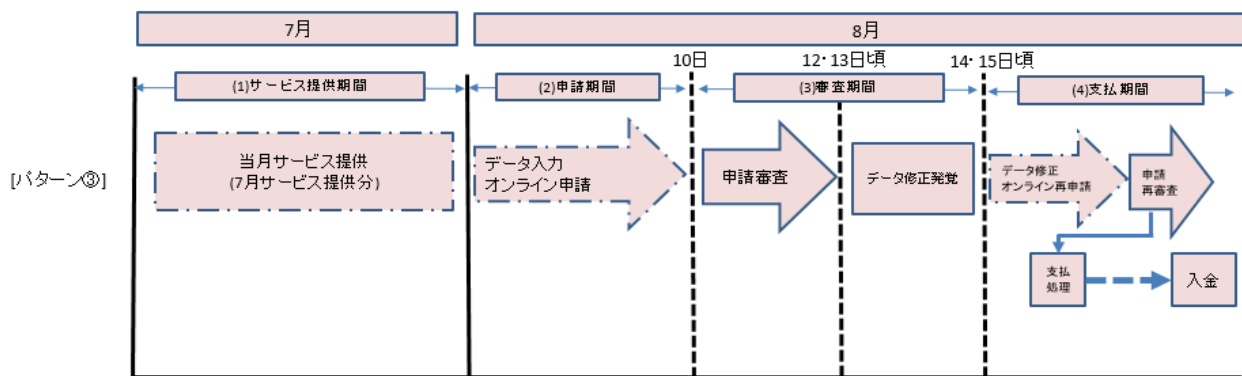 7月
8月
10日
12・13日頃
14・15日頃
(1)サービス提供期間
(2)申請期間
(3)審査期間
(4)支払期間
[パターン③]
当月サービス提供
(7月サービス提供分)
データ入力
オンライン申請
申請審査
データ修正発覚
データ修正
オンライン再申請
申請
再審査
支払
処理
入金